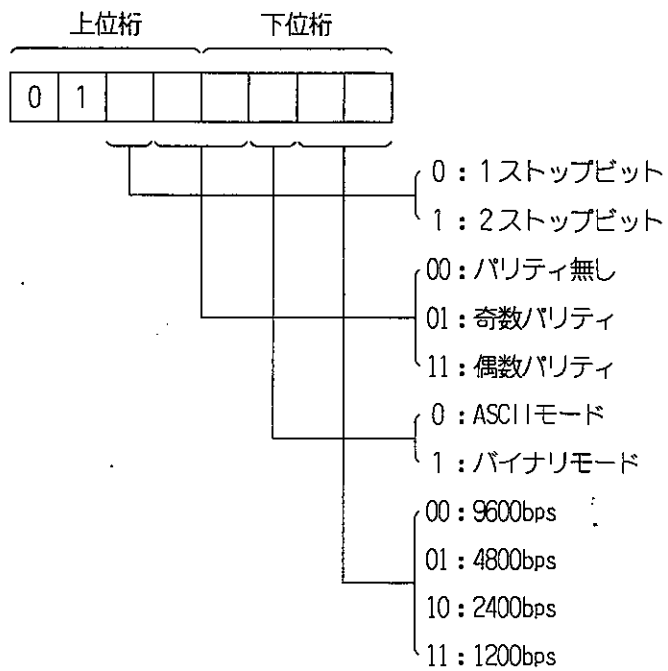 上位桁 下位桁
0 1
0：1ストップビット
1：2ストップビット
00：パリティ無し
01：奇数パリティ
11：偶数パリティ
0：ASCIIモード
1：バイナリモード
00：9600bps
01：4800bps
10：2400bps
11：1200bps